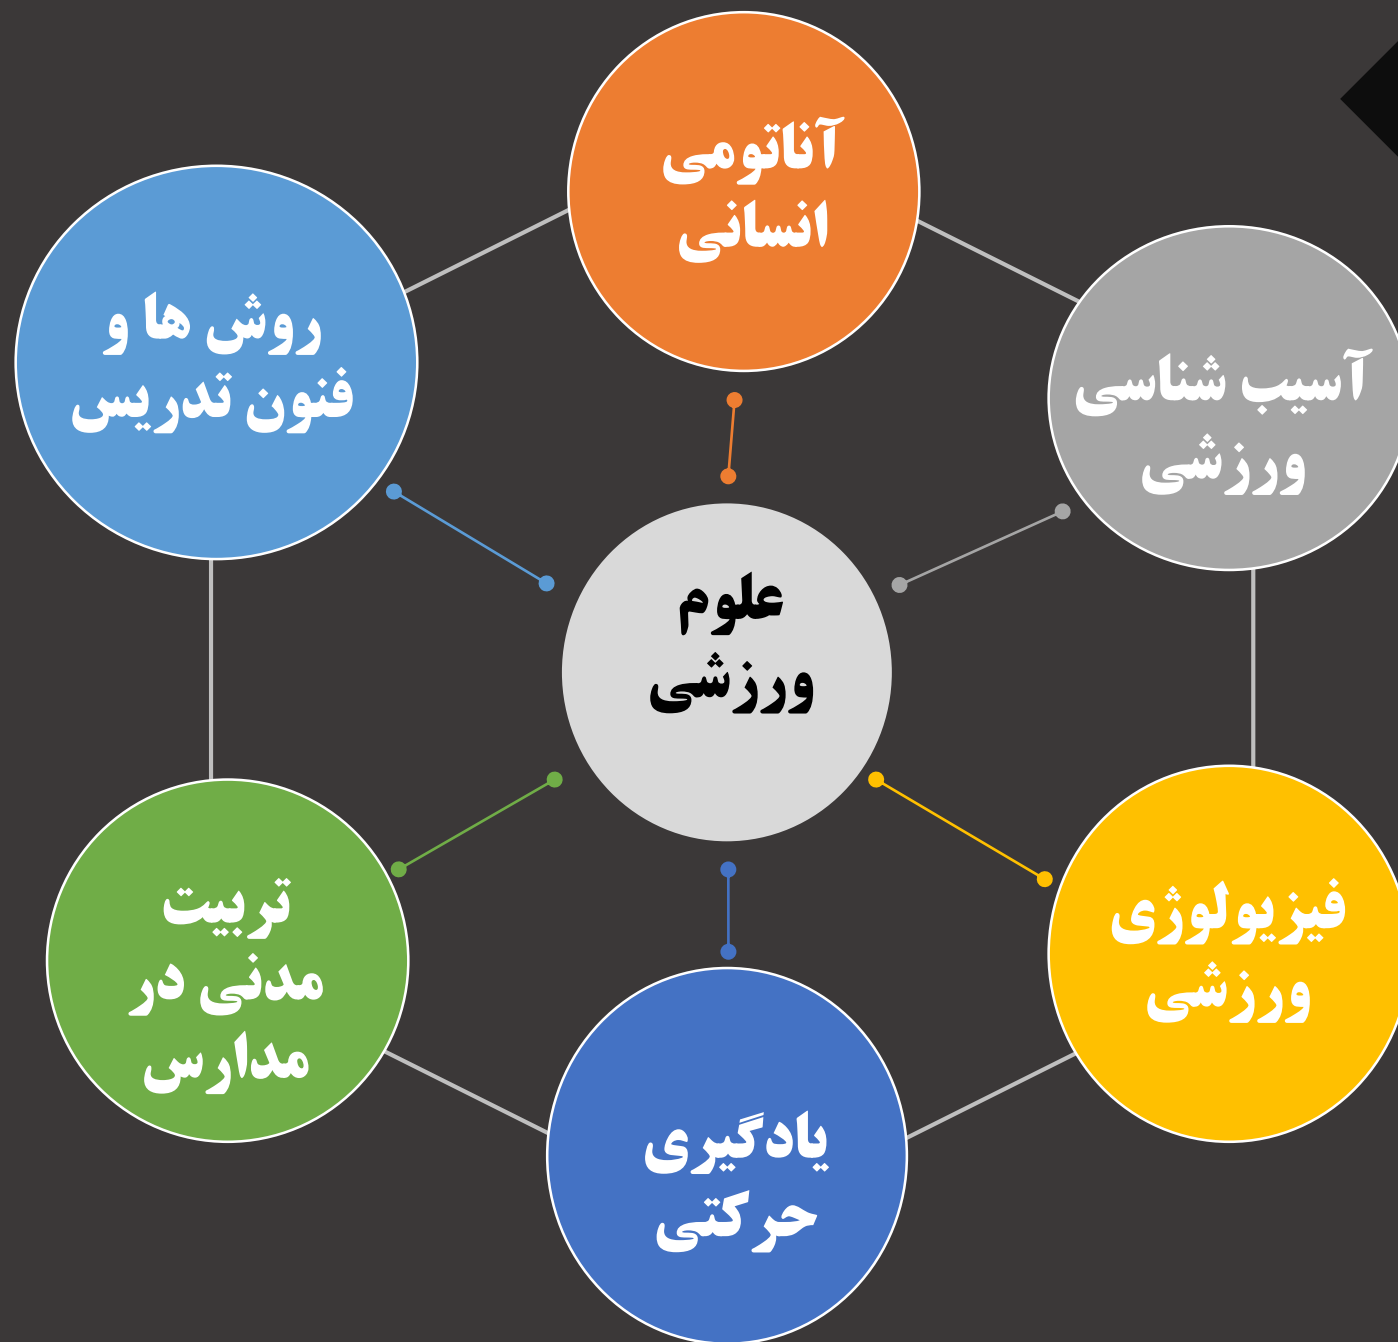 آناتومی
انسانی
روش ها و
فنون تدریس
آسیب شناسی
ورزشی
علوم
ورزشی
تربیت
مدنی در
مدارس
فیزیولوژی
ورزشی
یادگیری
حرکتی